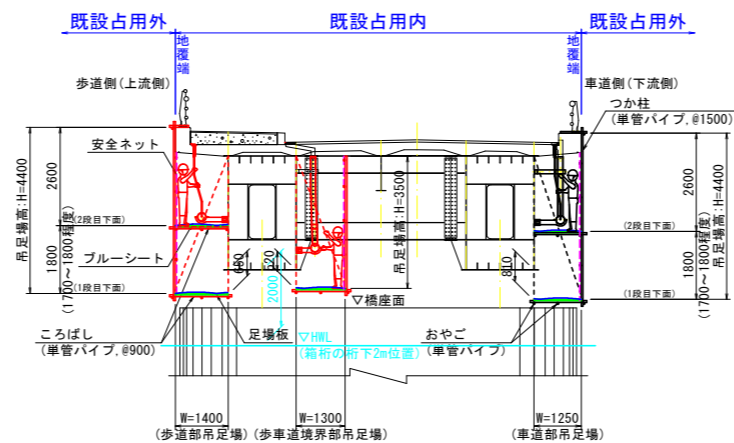 既設占用外
既設占用内
既設占用外
地覆端
地覆端
歩道側(上流側)
車道側(下流側)
つか柱
(単管パイプ,@1500)
安全ネット
2600
吊足場高:H=4400
1800
(1700～1800程度)
(2段目下面)
ブルーシート
(1段目下面)
吊足場高:H=3500
2600
吊足場高:H=4400
1800
(1700～1800程度)
(2段目下面)
(1段目下面)
620
2000
810
▽橋座面
ころばし
(単管パイプ,@900)
足場板
▽HWL
(箱桁の桁下2m位置)
おやご
(単管パイプ)
W=1400
(歩道部吊足場)
W=1300
(歩車道境界部吊足場)
W=1250
(車道部吊足場)